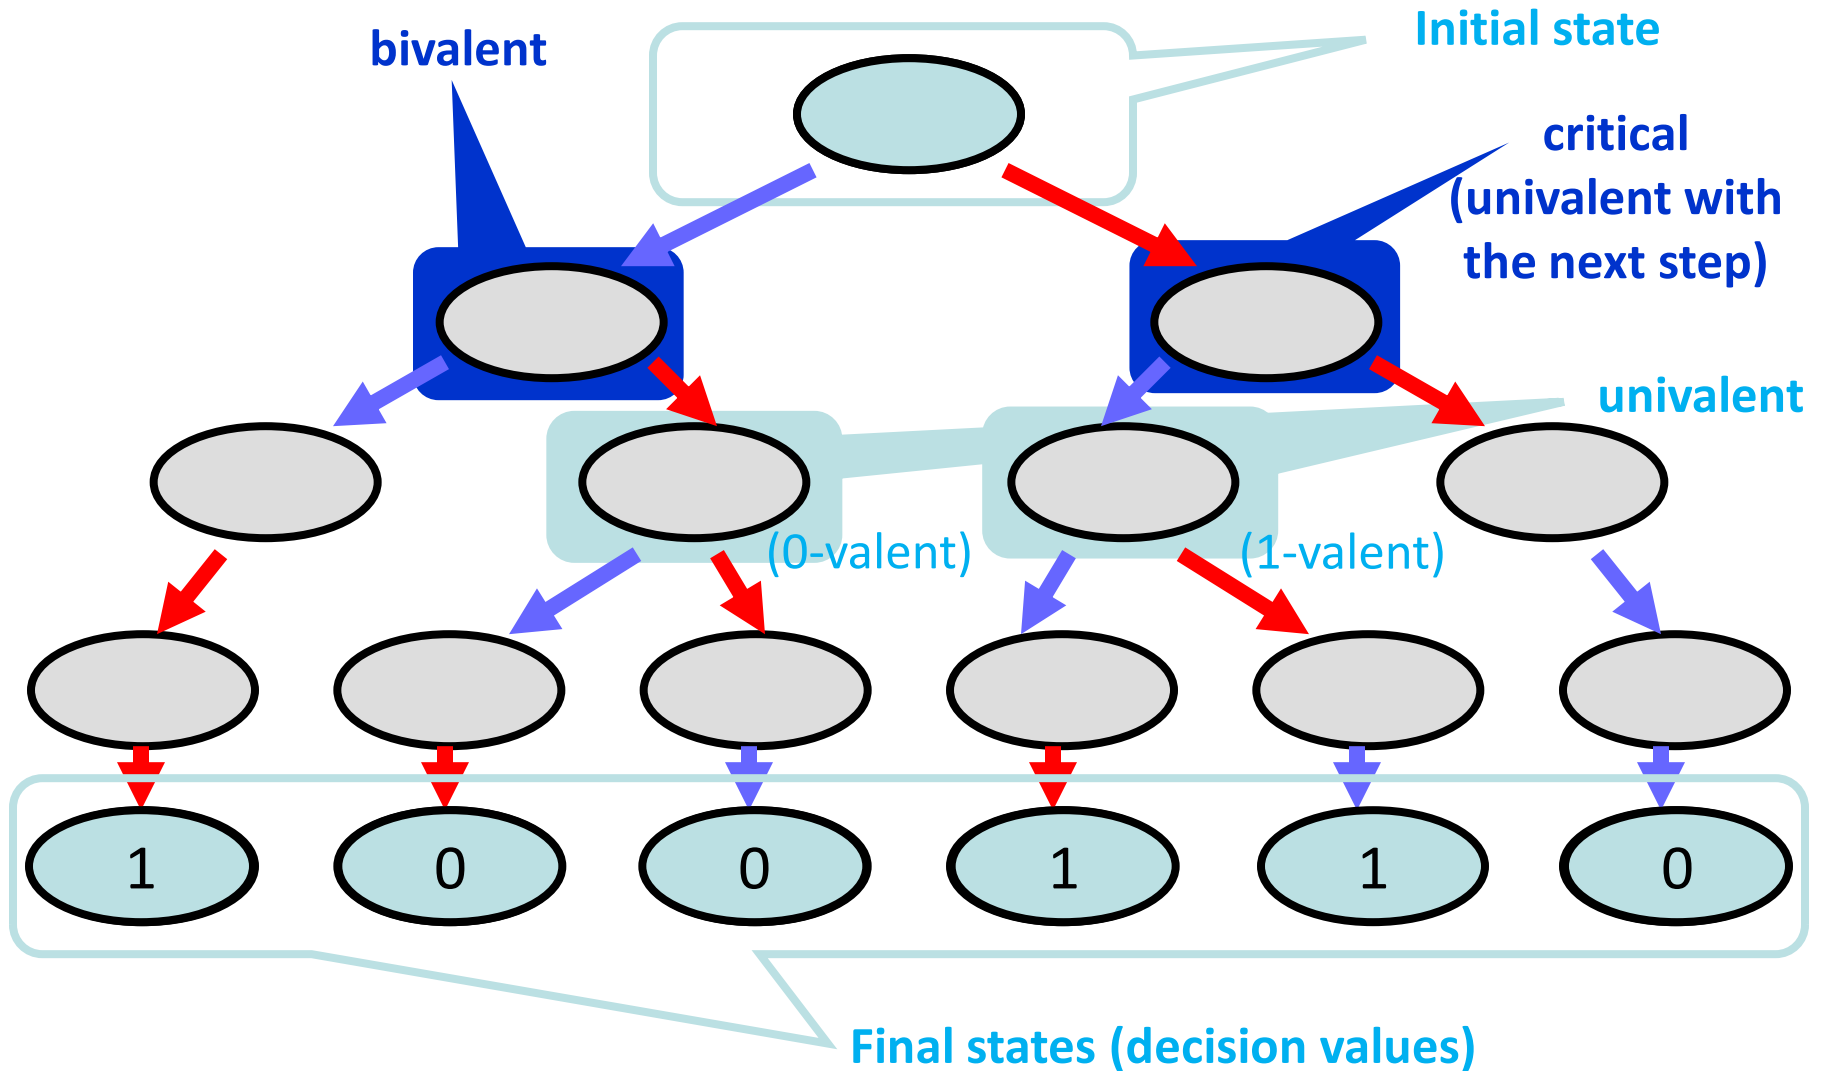 Initial state
bivalent
critical
(univalent with
the next step)
univalent
(0-valent)
(1-valent)
1
0
0
1
1
0
Final states (decision values)